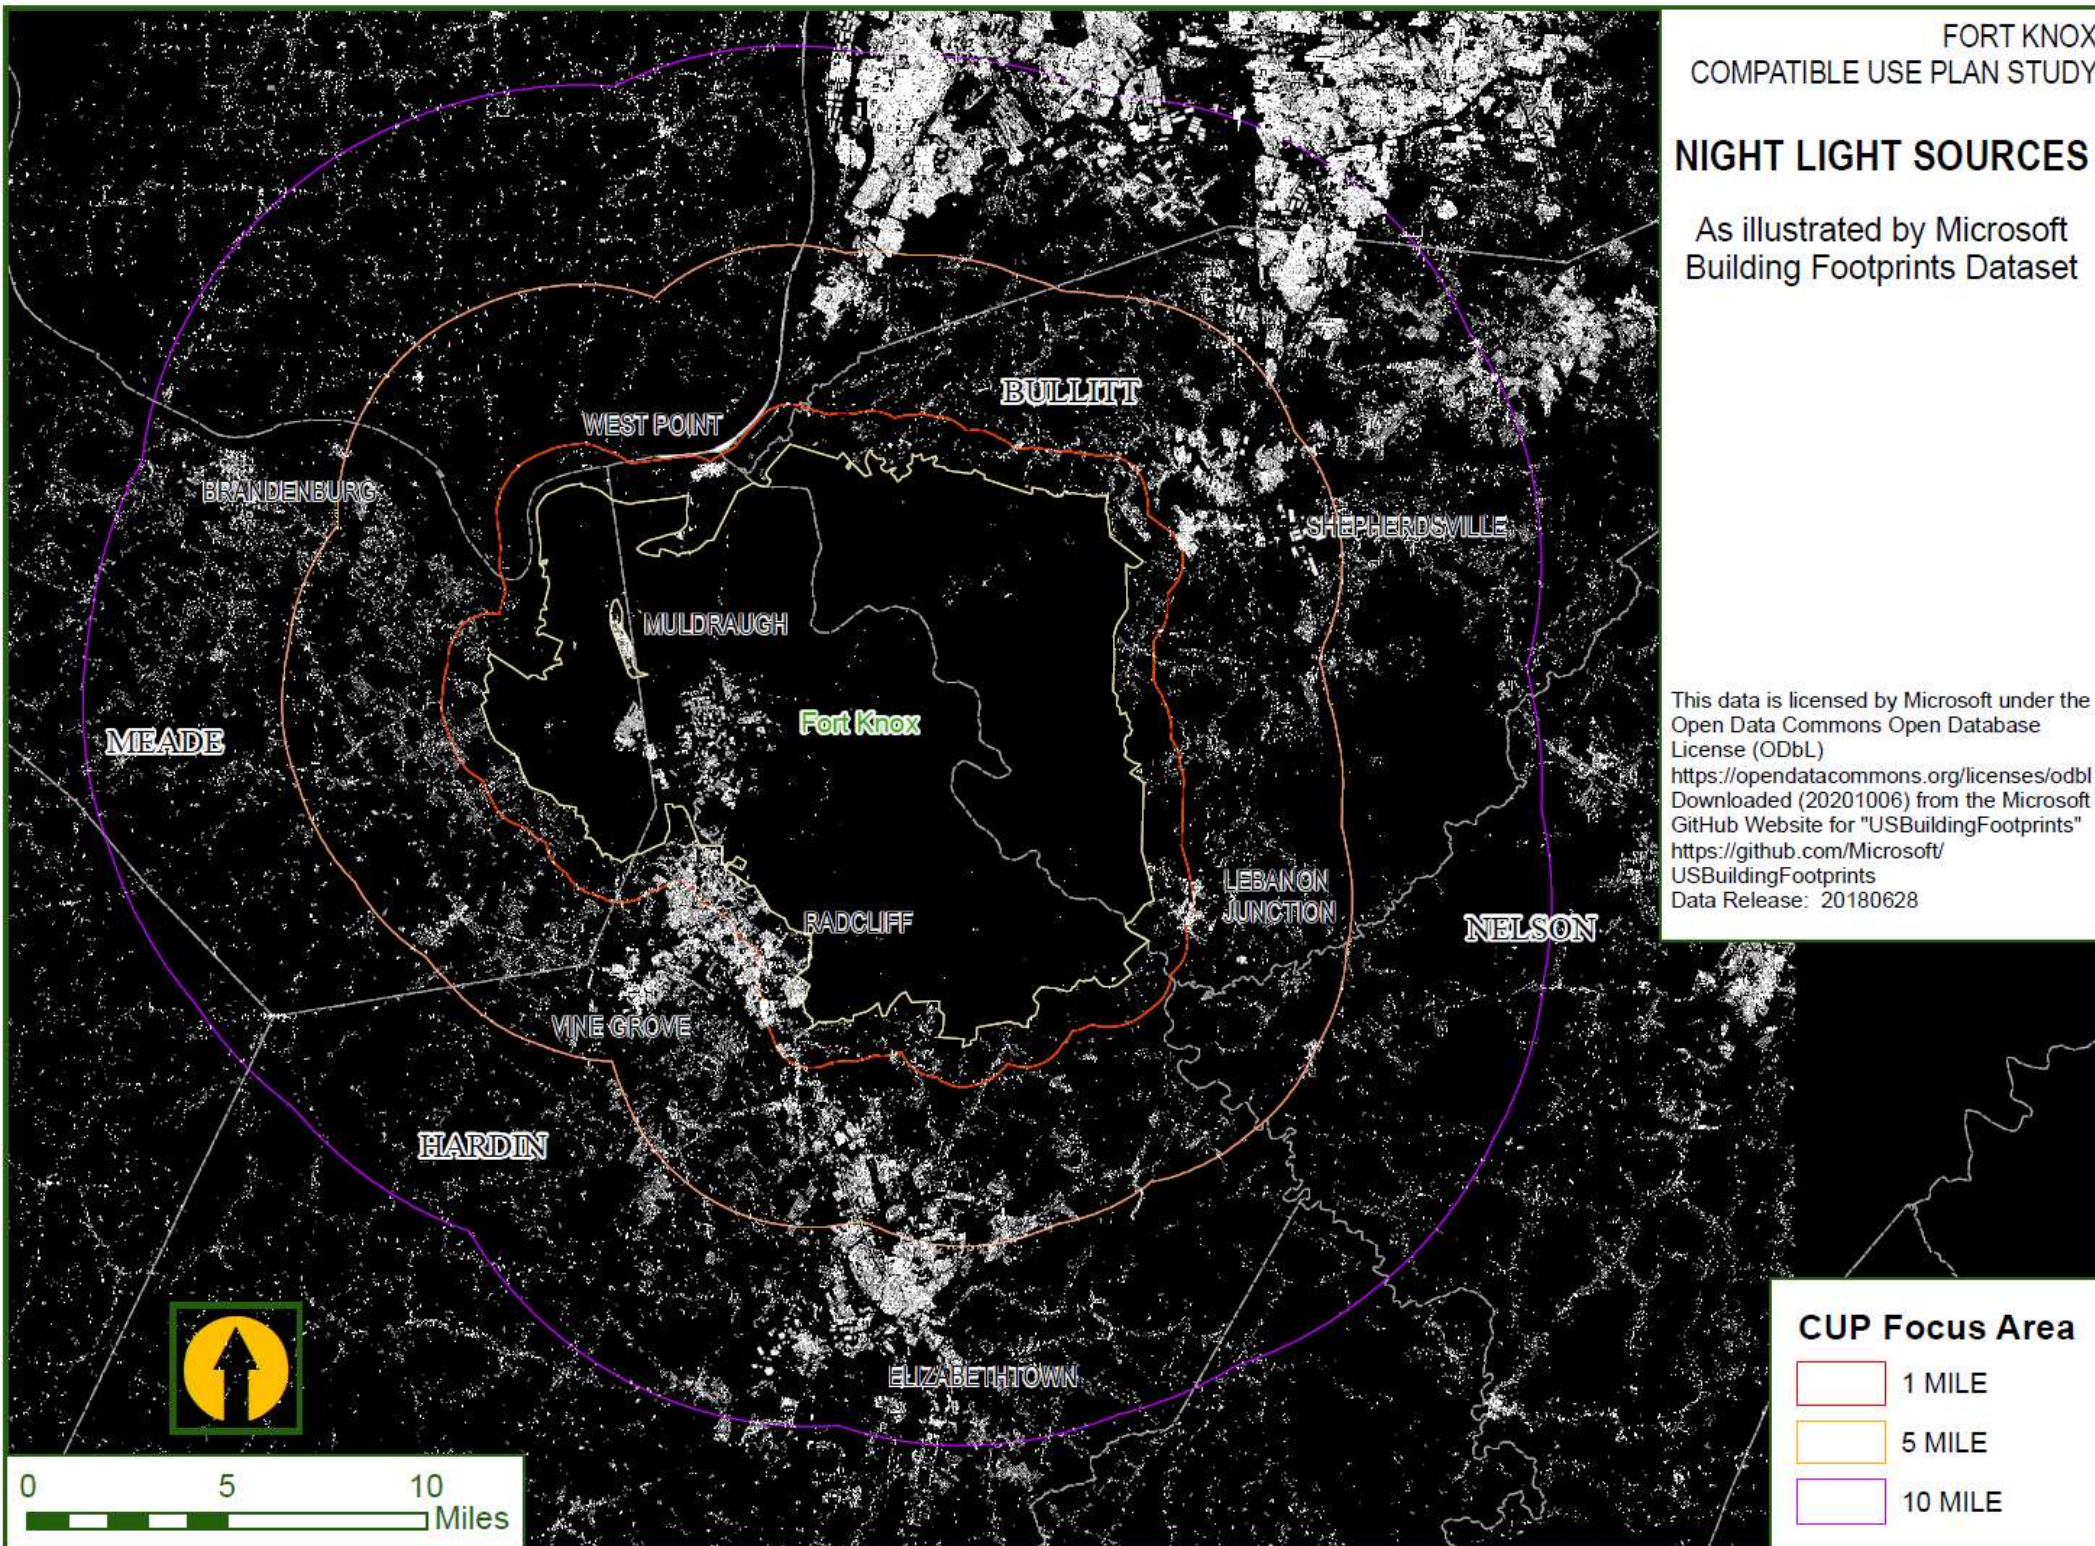 FORT KNOX
COMPATIBLE USE PLAN STUDY
NIGHT LIGHT SOURCES
As illustrated by Microsoft
Building Footprints Dataset
BULLITT
WEST POINT
BRANDENBURG
SHEPHERDSVILLE
MULDRAUGH
Fort Knox
MEADE
This data is licensed by Microsoft under the
Open Data Commons Open Database
License (ODbL)
https://opendatacommons.org/licenses/odbl
Downloaded (20201006) from the Microsoft
GitHub Website for "USBuildingFootprints"
https://github.com/Microsoft/
USBuildingFootprints
Data Release: 20180628
LEBANON
JUNCTION
RADCLIFF
NELSON
VINE GROVE
HARDIN
ELIZABETHTOWN
CUP Focus Area
1 MILE
5 MILE
10 MILE
0 5 10
Miles